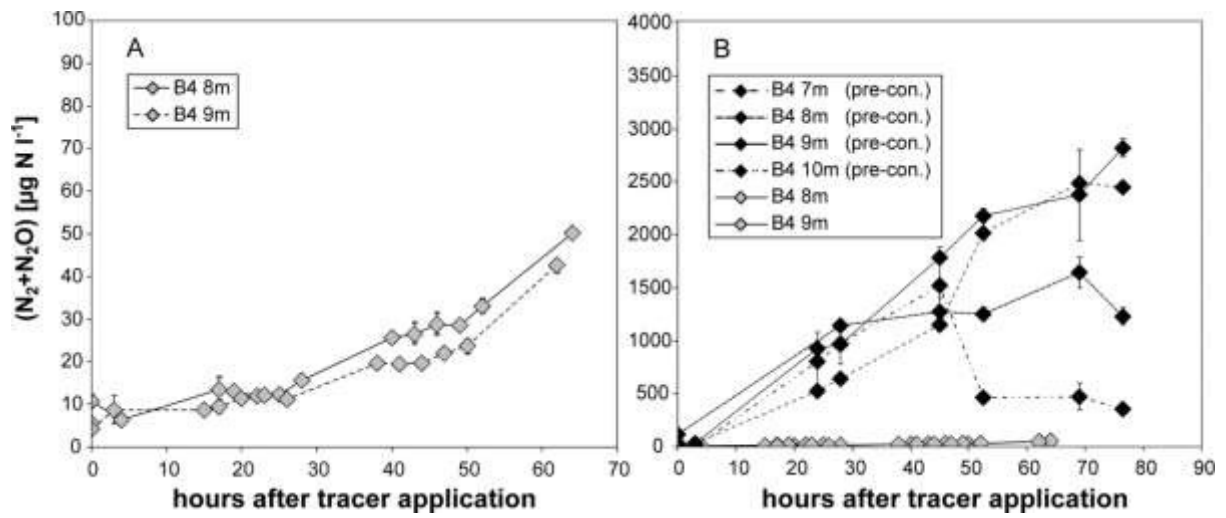 A
B4 8m
B4 9m
(N₂+N₂O) [µg N l⁻¹]
100
90
80
70
60
50
40
30
20
10
0
0 10 20 30 40 50 60 70
hours after tracer application
B
B4 7m (pre-con.)
B4 8m (pre-con.)
B4 9m (pre-con.)
B4 10m (pre-con.)
B4 8m
B4 9m
4000
3500
3000
2500
2000
1500
1000
500
0
0 10 20 30 40 50 60 70 80 90
hours after tracer application